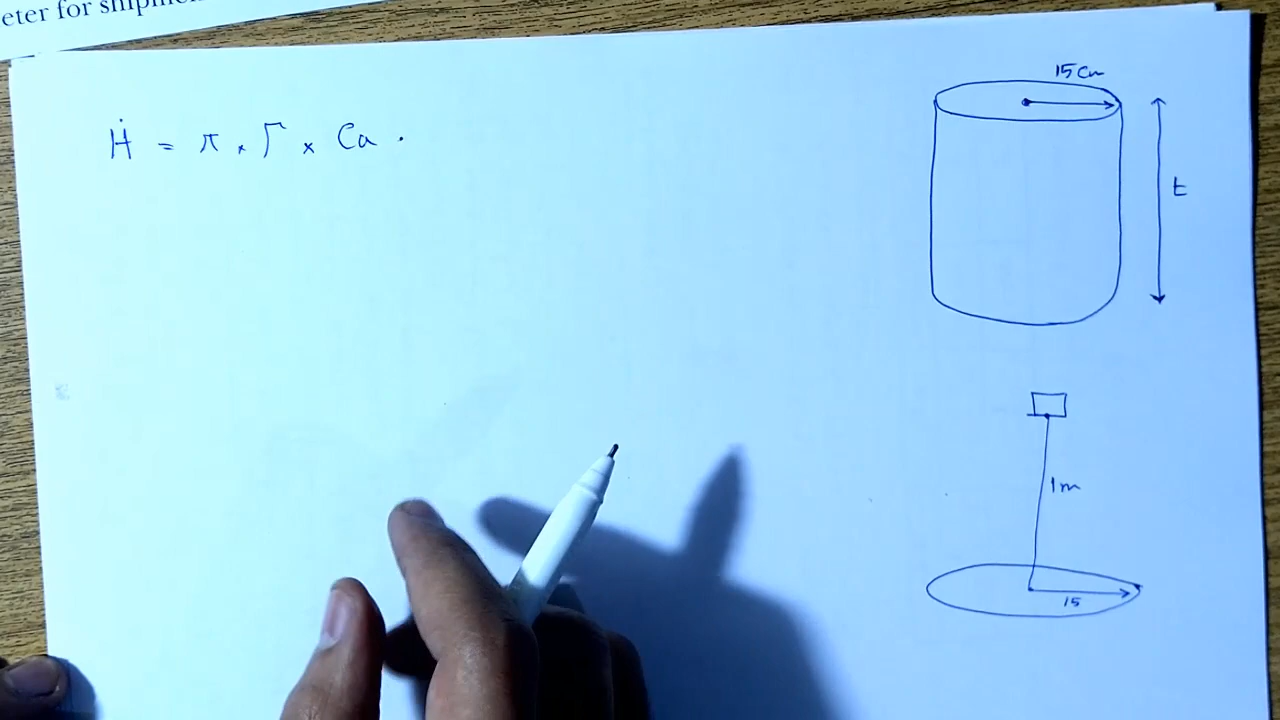 eter for shipmen
Ḣ = π × Γ × Ca .
15 Cm
t
1m
15